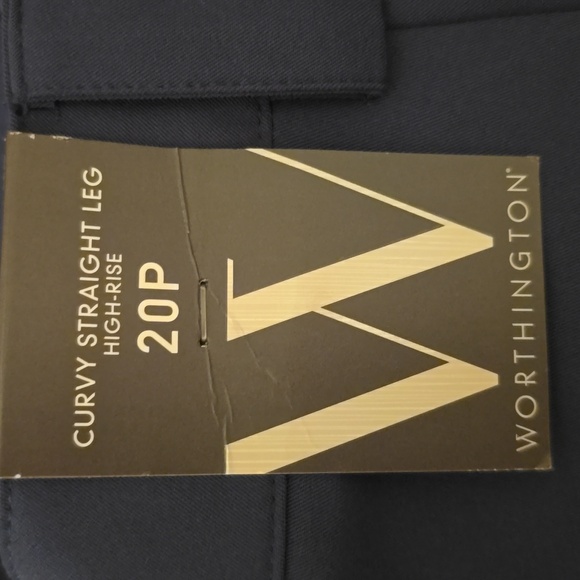 WORTHINGTON®
W
20P
HIGH-RISE
CURVY STRAIGHT LEG